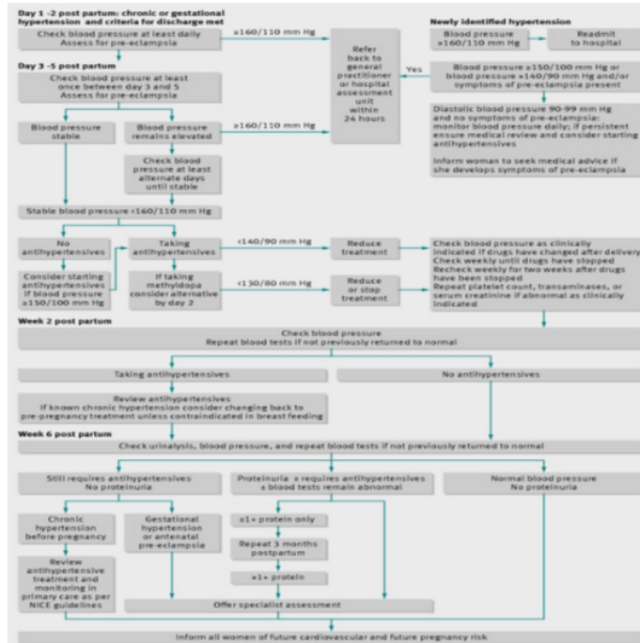 Day 1 -2 post partum: chronic or gestational
hypertension and criteria for discharge met
Check blood pressure at least daily
Assess for pre-eclampsia
≥160/110 mm Hg
Refer
back to
general
practitioner
or hospital
assessment
unit
within
24 hours
Newly identified hypertension
Blood pressure
≥160/110 mm Hg
Readmit
to hospital
Yes
Blood pressure ≥150/100 mm Hg or
blood pressure ≥140/90 mm Hg and/or
symptoms of pre-eclampsia present
Diastolic blood pressure 90-99 mm Hg
and no symptoms of pre-eclampsia:
monitor blood pressure daily; if persistent
ensure medical review and consider starting
antihypertensives
Inform woman to seek medical advice if
she develops symptoms of pre-eclampsia
Day 3 -5 post partum
Check blood pressure at least
once between day 3 and 5
Assess for pre-eclampsia
Blood pressure
stable
Blood pressure
remains elevated
≥160/110 mm Hg
Check blood
pressure at least
alternate days
until stable
Stable blood pressure <160/110 mm Hg
No
antihypertensives
Taking
antihypertensives
<140/90 mm Hg
Reduce
treatment
Consider starting
antihypertensives
if blood pressure
≥150/100 mm Hg
If taking
methyldopa
consider alternative
by day 2
<130/80 mm Hg
Reduce
or stop
treatment
Check blood pressure as clinically
indicated if drugs have changed after delivery
Check weekly until drugs have stopped
Recheck weekly for two weeks after drugs
have been stopped
Repeat platelet count, transaminases, or
serum creatinine if abnormal as clinically
indicated
Week 2 post partum
Check blood pressure
Repeat blood tests if not previously returned to normal
Taking antihypertensives
No antihypertensives
Review antihypertensives
If known chronic hypertension consider changing back to
pre-pregnancy treatment unless contraindicated in breast feeding
Week 6 post partum
Check urinalysis, blood pressure, and repeat blood tests if not previously returned to normal
Still requires antihypertensives
No proteinuria
Proteinuria ± requires antihypertensives
± blood tests remain abnormal
Normal blood pressure
No proteinuria
Chronic
hypertension
before pregnancy
Gestational
hypertension
or antenatal
pre-eclampsia
≥1+ protein only
Repeat 3 months
postpartum
≥1+ protein
Review
antihypertensive
treatment and
monitoring in
primary care as per
NICE guidelines
Offer specialist assessment
Inform all women of future cardiovascular and future pregnancy risk